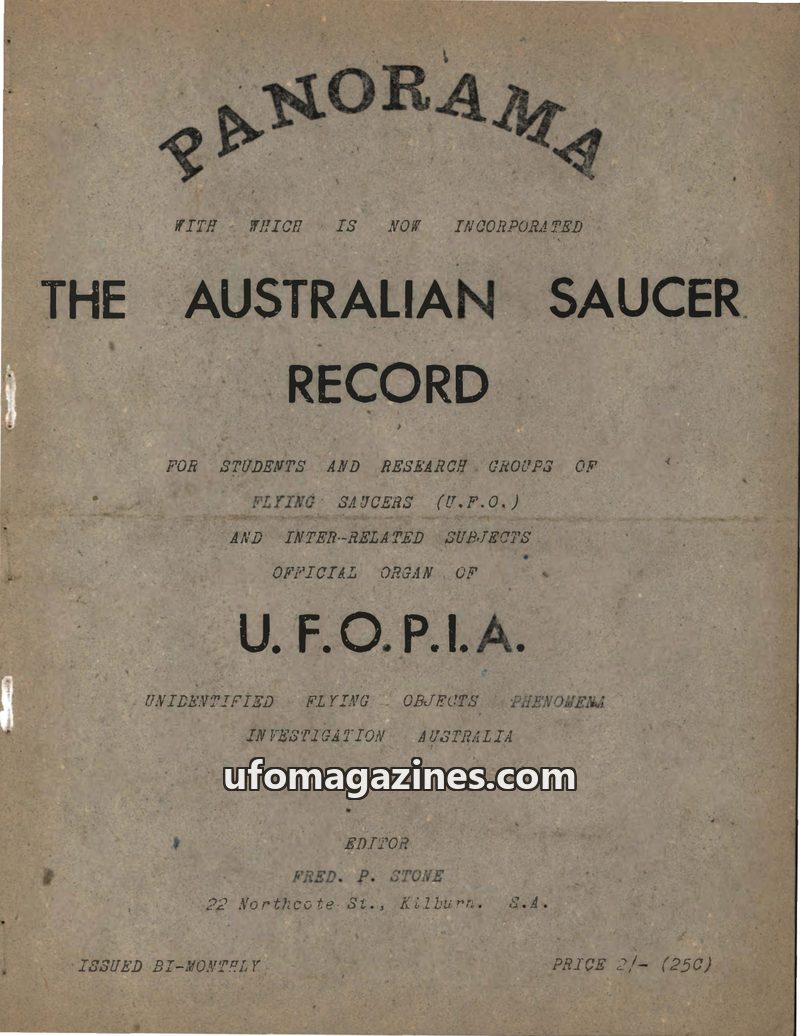 PANORAMA
WITH WHICH IS NOW INCORPORATED
THE AUSTRALIAN SAUCER
RECORD
FOR STUDENTS AND RESEARCH GROUPS OF
FLYING SAUCERS (U.F.O.)
AND INTER-RELATED SUBJECTS
OFFICIAL ORGAN OF
U.F.O.P.I.A.
UNIDENTIFIED FLYING OBJECTS PHENOMENA
INVESTIGATION AUSTRALIA
ufomagazines.com
EDITOR
FRED. P. STONE
22 Northcote St., Kilburn. S.A.
ISSUED BI-MONTHLY
PRICE 2/- (25C)